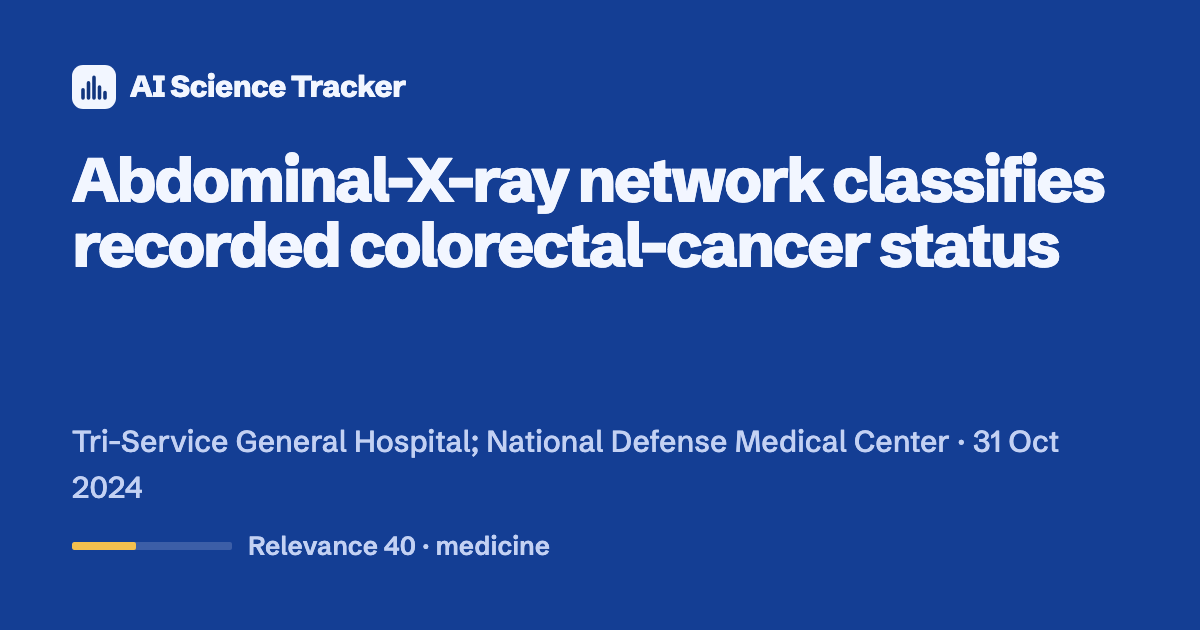 AI Science Tracker
Abdominal-X-ray network classifies
recorded colorectal-cancer status
Tri-Service General Hospital; National Defense Medical Center · 31 Oct
2024
Relevance 40 · medicine